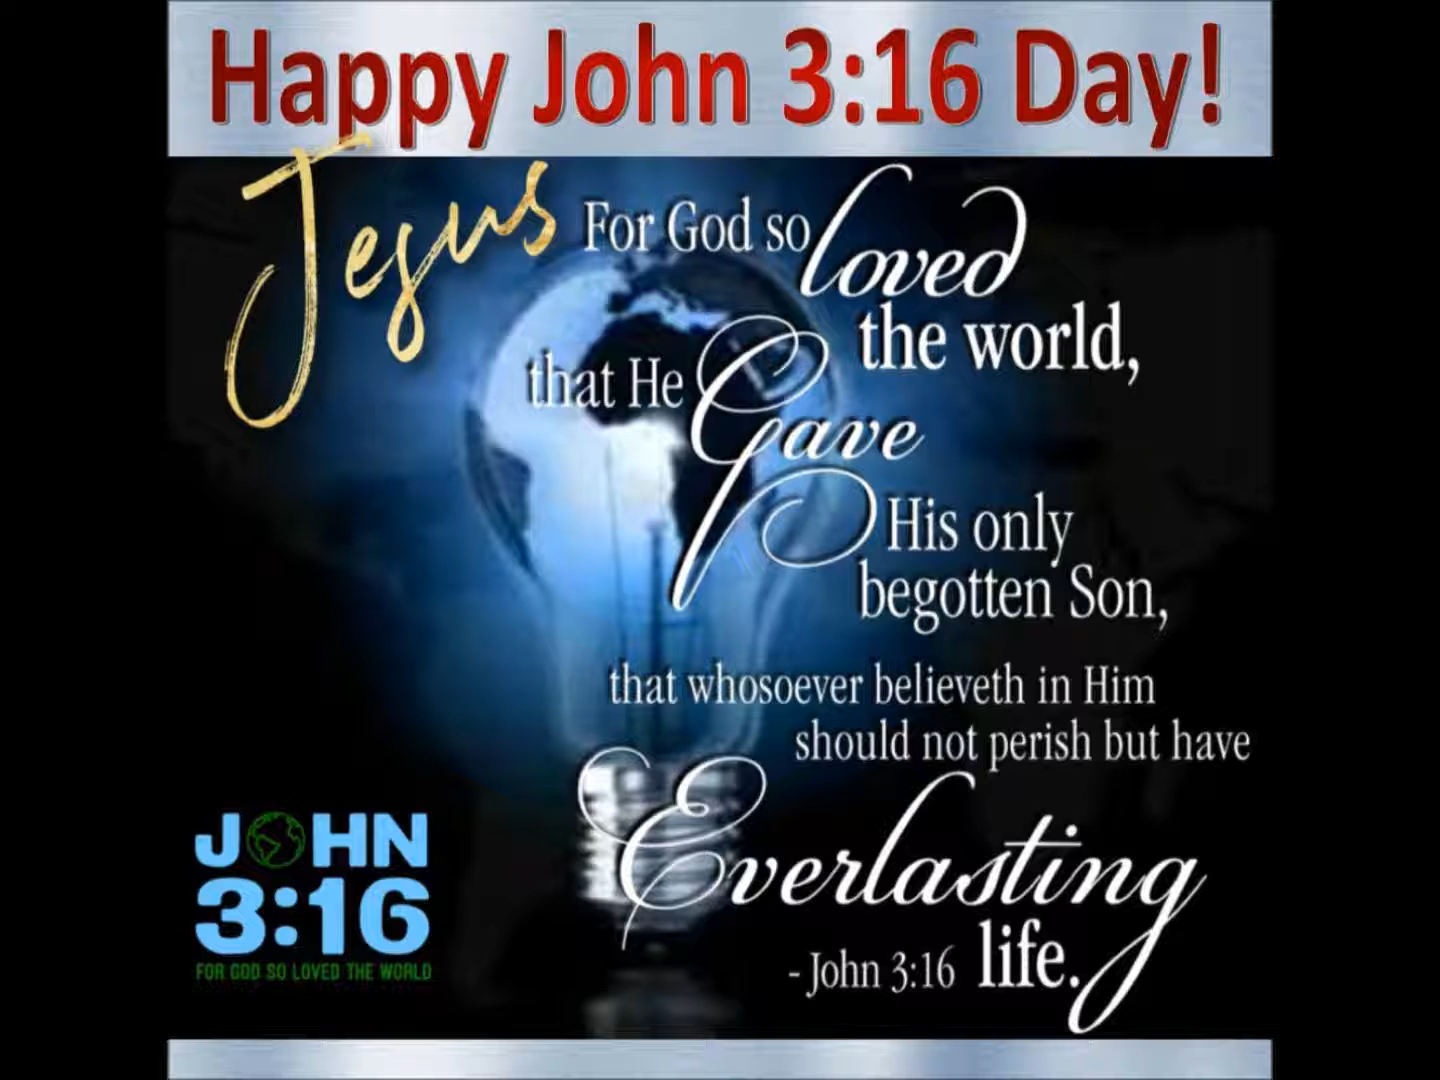 Happy John 3:16 Day!
Jesus
For God so loved
the world,
that He Gave
His only
begotten Son,
that whosoever believeth in Him
should not perish but have
Everlasting
life.
- John 3:16
JOHN
3:16
FOR GOD SO LOVED THE WORLD